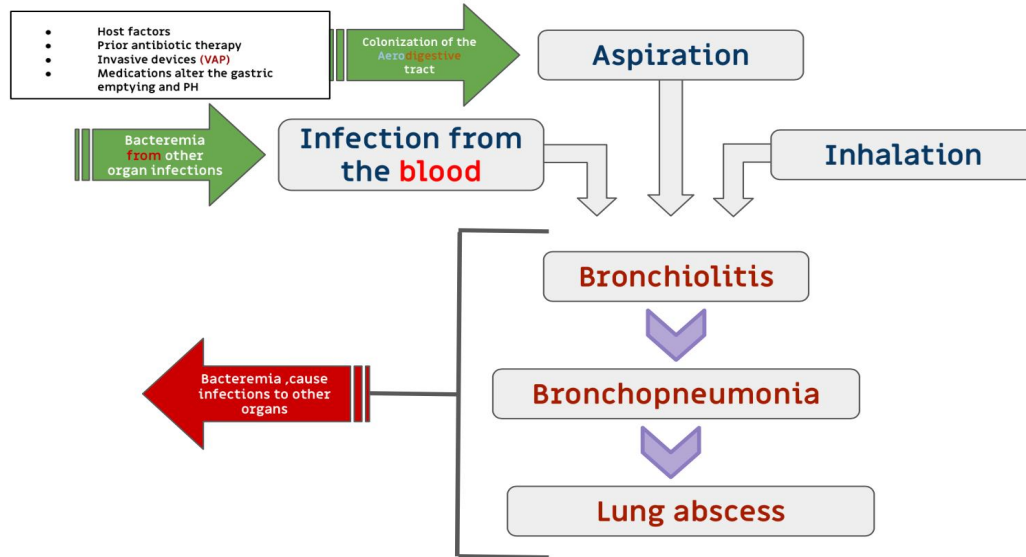 ● Host factors
● Prior antibiotic therapy
● Invasive devices (VAP)
● Medications alter the gastric
emptying and PH
Colonization of the
Aerodigestive
tract
Aspiration
Bacteremia
from other
organ infections
Infection from
the blood
Inhalation
Bronchiolitis
Bronchopneumonia
Lung abscess
Bacteremia ,cause
infections to other
organs